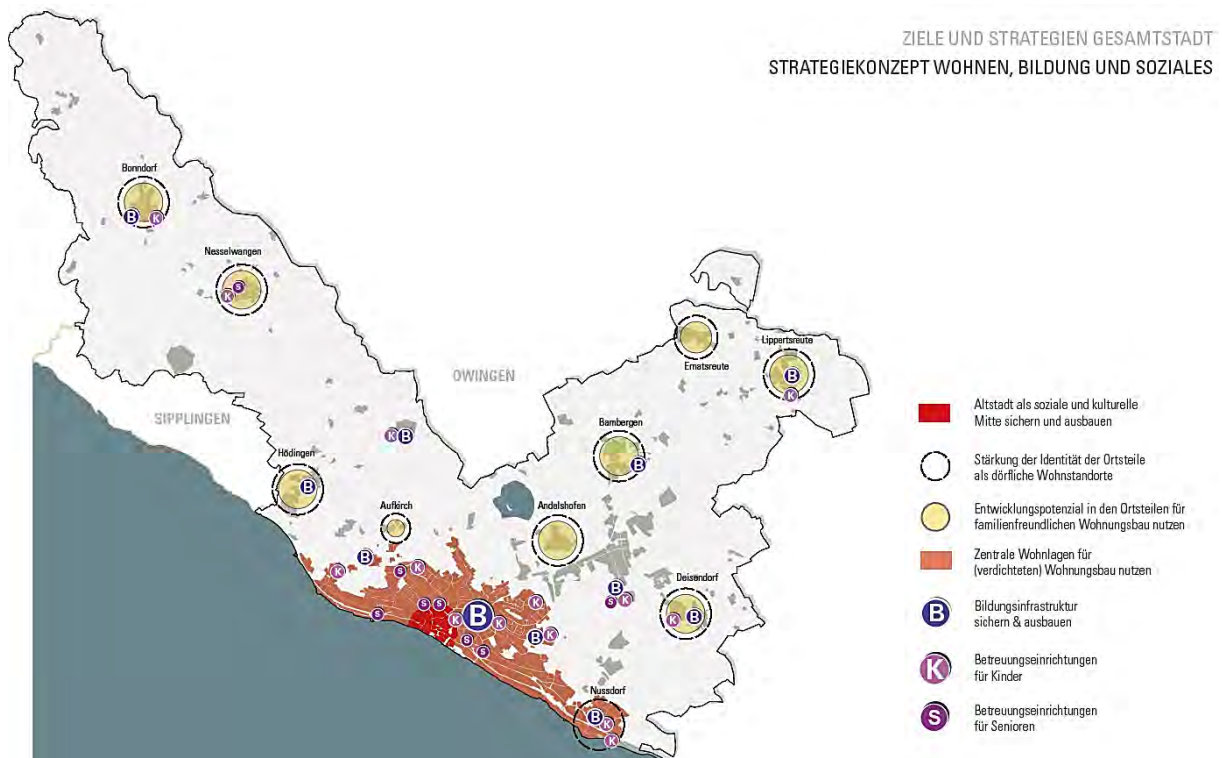 ZIELE UND STRATEGIEN GESAMTSTADT
STRATEGIEKONZEPT WOHNEN, BILDUNG UND SOZIALES
Bonndorf
B
K
Nesselwangen
S
K
Ernatsreute
Lippertsreute
B
K
OWINGEN
SIPPLINGEN
K
B
Bambergen
B
Hödingen
B
Aufkirch
Andelshofen
B
K
S
K
B
S
K
Deisendorf
K
B
S
S
S
K
B
K
K
B
K
S
S
Nussdorf
B
K
K
Altstadt als soziale und kulturelle
Mitte sichern und ausbauen
Stärkung der Identität der Ortsteile
als dörfliche Wohnstandorte
Entwicklungspotenzial in den Ortsteilen für
familienfreundlichen Wohnungsbau nutzen
Zentrale Wohnlagen für
(verdichteten) Wohnungsbau nutzen
B
Bildungsinfrastruktur
sichern & ausbauen
K
Betreuungseinrichtungen
für Kinder
S
Betreuungseinrichtungen
für Senioren